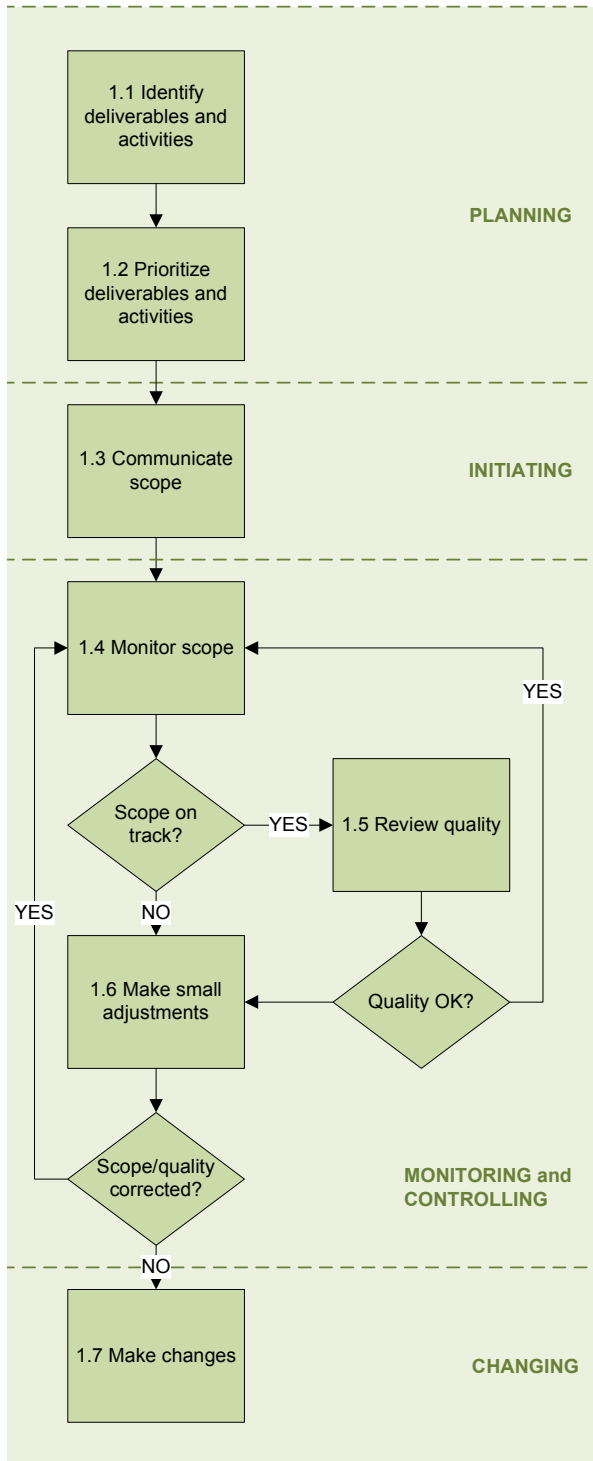 1.1 Identify
deliverables and
activities
PLANNING
1.2 Prioritize
deliverables and
activities
1.3 Communicate
scope
INITIATING
1.4 Monitor scope
YES
Scope on
track?
YES
1.5 Review quality
YES
NO
1.6 Make small
adjustments
Quality OK?
Scope/quality
corrected?
MONITORING and
CONTROLLING
NO
1.7 Make changes
CHANGING